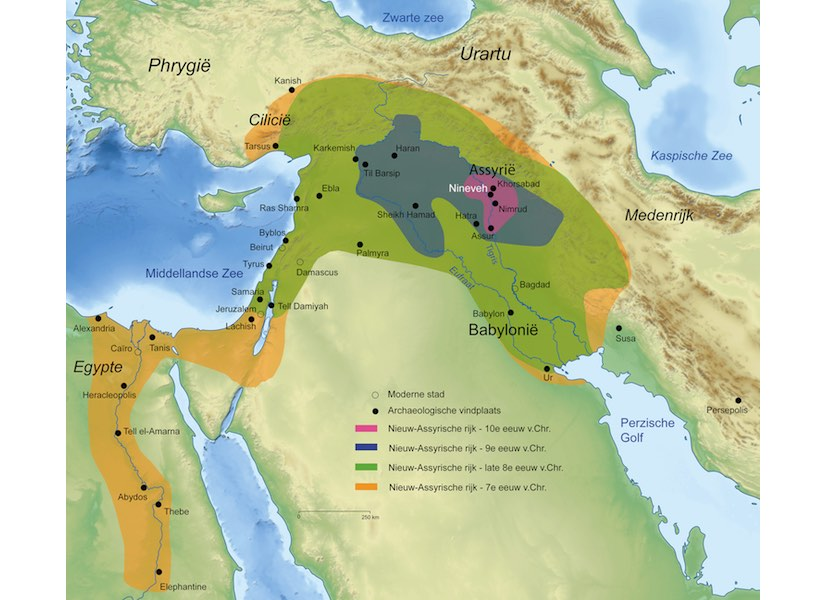 Zwarte zee
Phrygië
Urartu
Kanish
Cilicië
Kaspische Zee
Tarsus
Karkemish
Haran
Til Barsip
Assyrië
Khorsabad
Nineveh
Ebla
Ras Shamra
Sheikh Hamad
Nimrud
Hatra
Assur
Medenrijk
Byblos
Beirut
Palmyra
Tigris
Tyrus
Damascus
Middellandse Zee
Eufraat
Bagdad
Samaria
Jeruzalem
Tell Damiyah
Lachish
Babylon
Babylonië
Alexandria
Susa
Caïro
Tanis
Egypte
Ur
Heracleopolis
Persepolis
Moderne stad
Archaeologische vindplaats
Nieuw-Assyrische rijk - 10e eeuw v.Chr.
Nieuw-Assyrische rijk - 9e eeuw v.Chr.
Nieuw-Assyrische rijk - late 8e eeuw v.Chr.
Nieuw-Assyrische rijk - 7e eeuw v.Chr.
Perzische
Golf
Tell el-Amarna
Abydos
Thebe
0
250 km
Elephantine